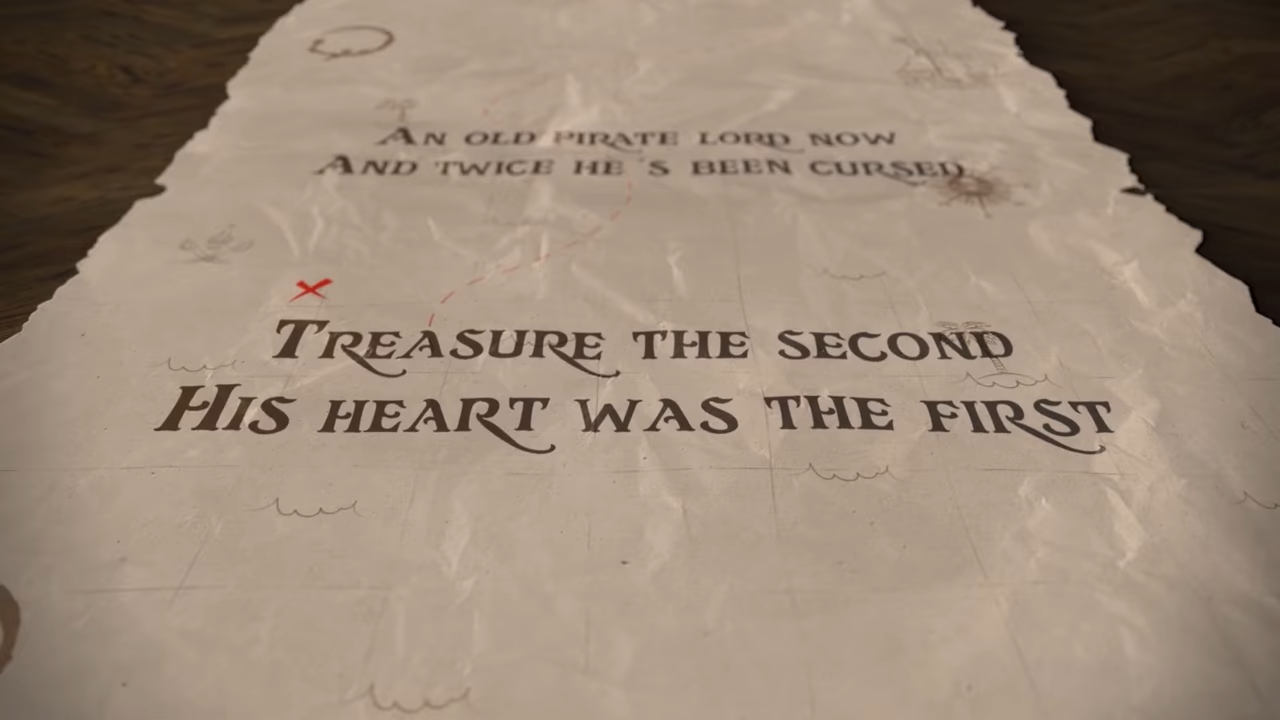 An old pirate lord now
And twice he's been cursed
Treasure the second
His heart was the first